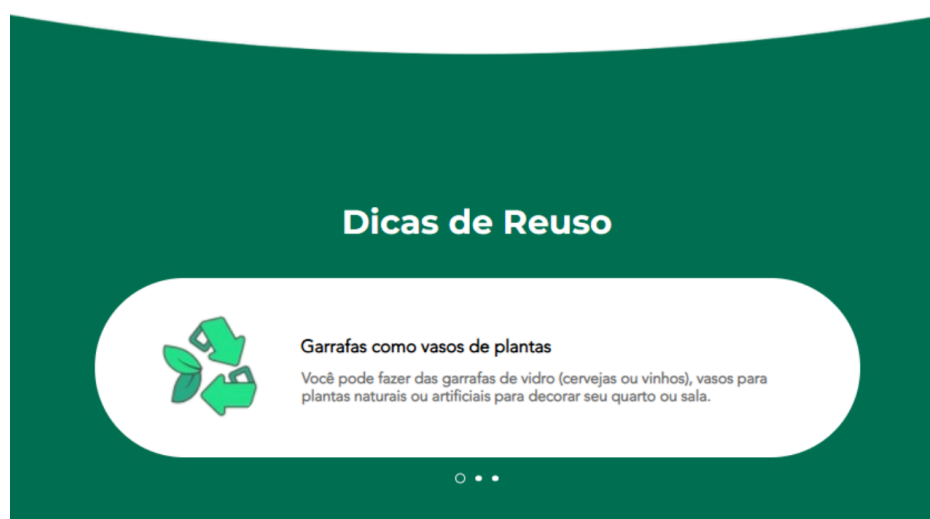 Dicas de Reuso
Garrafas como vasos de plantas
Você pode fazer das garrafas de vidro (cervejas ou vinhos), vasos para
plantas naturais ou artificiais para decorar seu quarto ou sala.